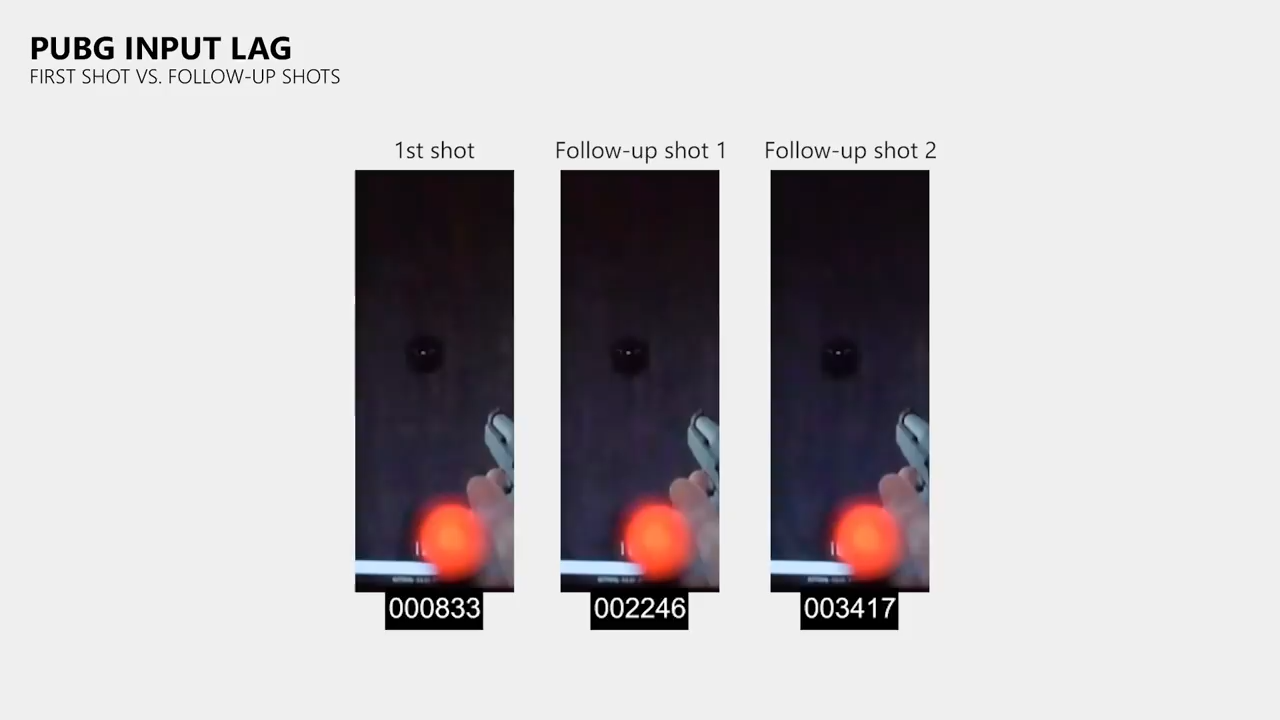 PUBG INPUT LAG
FIRST SHOT VS. FOLLOW-UP SHOTS
1st shot
Follow-up shot 1
Follow-up shot 2
000833
002246
003417